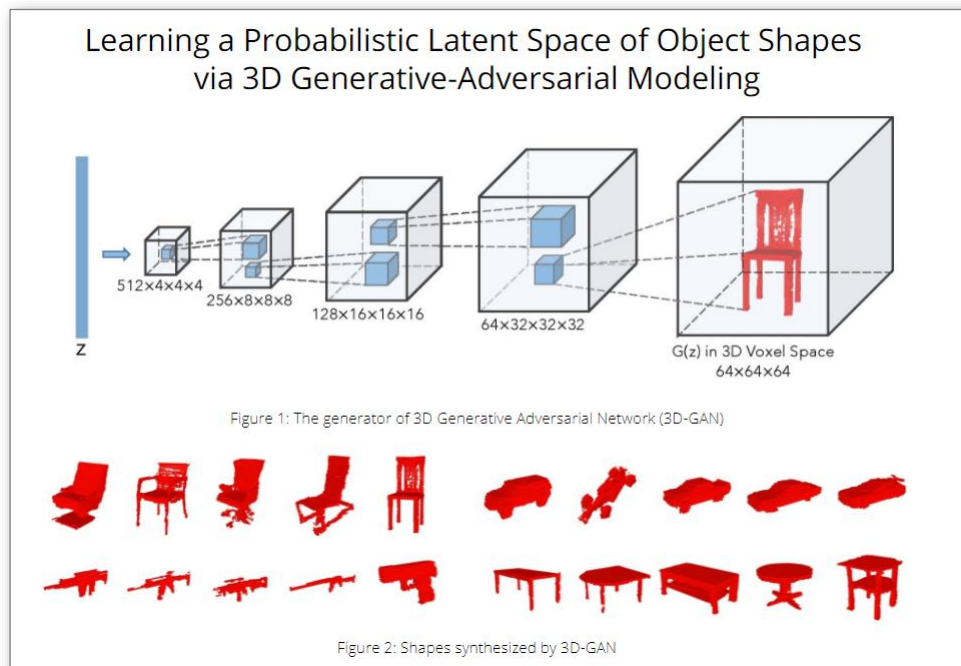 Learning a Probabilistic Latent Space of Object Shapes
via 3D Generative-Adversarial Modeling
z
512×4×4×4
256×8×8×8
128×16×16×16
64×32×32×32
G(z) in 3D Voxel Space
64×64×64
Figure 1: The generator of 3D Generative Adversarial Network (3D-GAN)
Figure 2: Shapes synthesized by 3D-GAN